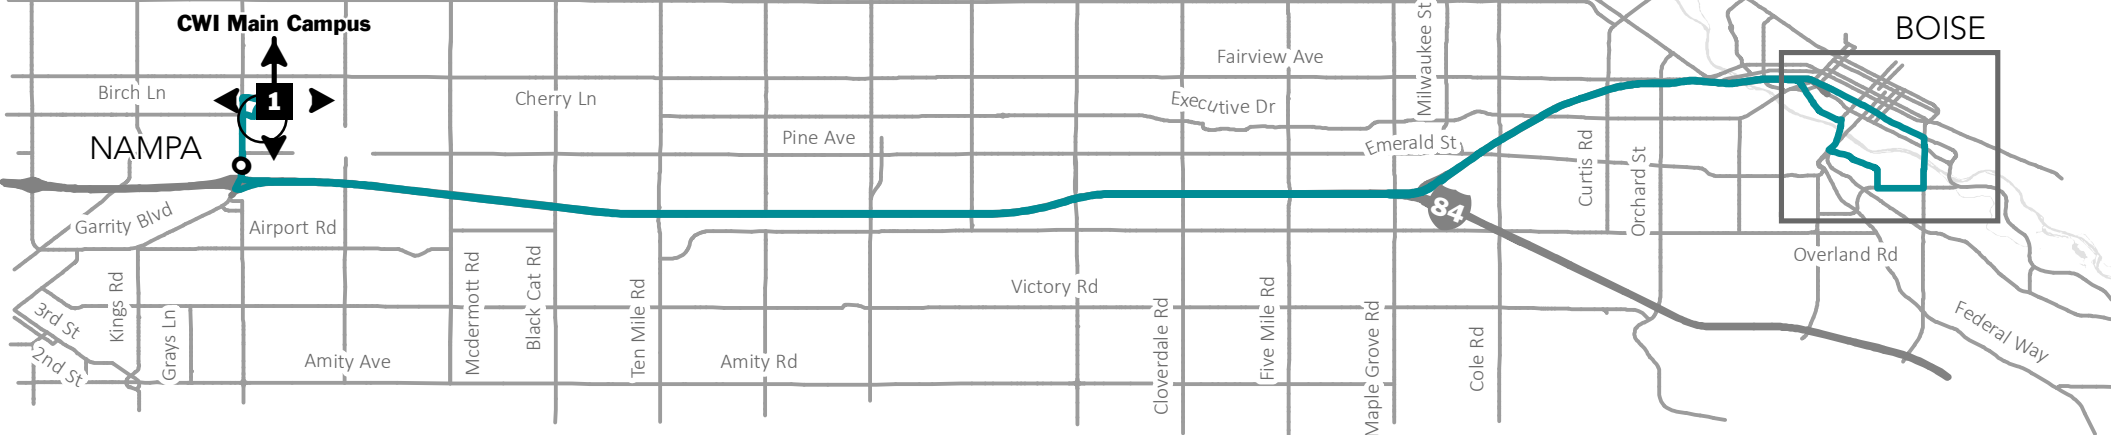 CWI Main Campus
BOISE
Fairview Ave
Milwaukee St
Birch Ln
1
Cherry Ln
Executive Dr
Pine Ave
NAMPA
Emerald St
Curtis Rd
Orchard St
84
Garrity Blvd
Airport Rd
Overland Rd
Kings Rd
Mcdermott Rd
Black Cat Rd
Ten Mile Rd
Victory Rd
Cloverdale Rd
Five Mile Rd
Maple Grove Rd
Cole Rd
Federal Way
3rd St
Grays Ln
2nd St
Amity Ave
Amity Rd